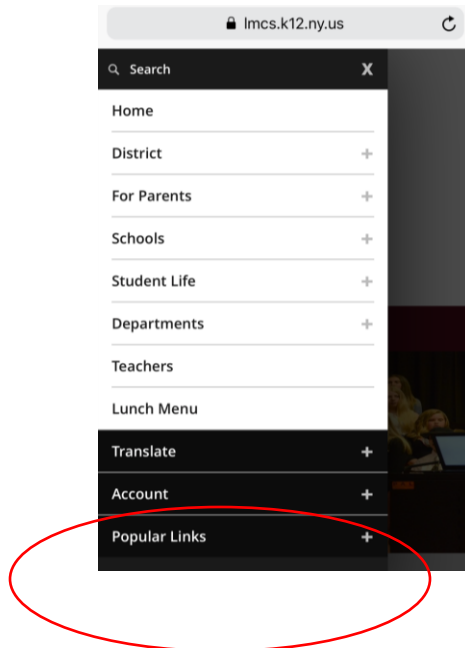 lmcs.k12.ny.us
Search X
Home
District +
For Parents +
Schools +
Student Life +
Departments +
Teachers
Lunch Menu
Translate +
Account +
Popular Links +